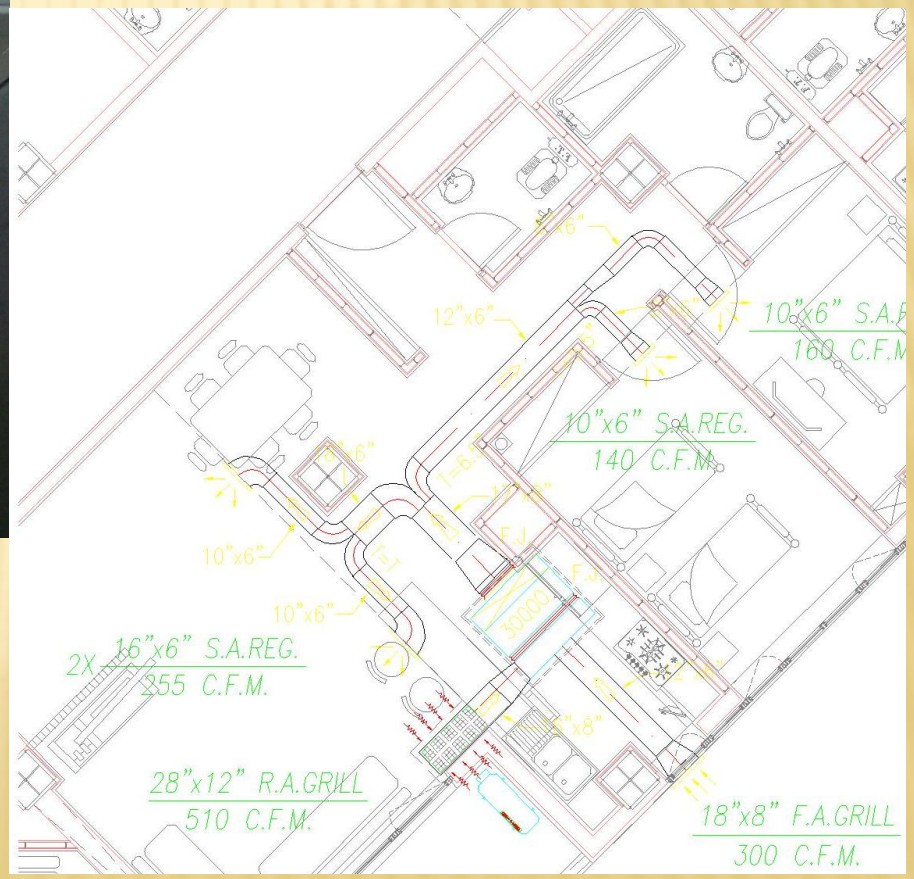 12"x6"
10"x6" S.A.R
160 C.F.M
10"x6" S.A.REG.
140 C.F.M.
F.J.
10"x6"
F.J.
30000
10"x6"
2X 16"x6" S.A.REG.
255 C.F.M.
28"x12" R.A.GRILL
510 C.F.M.
18"x8" F.A.GRILL
300 C.F.M.